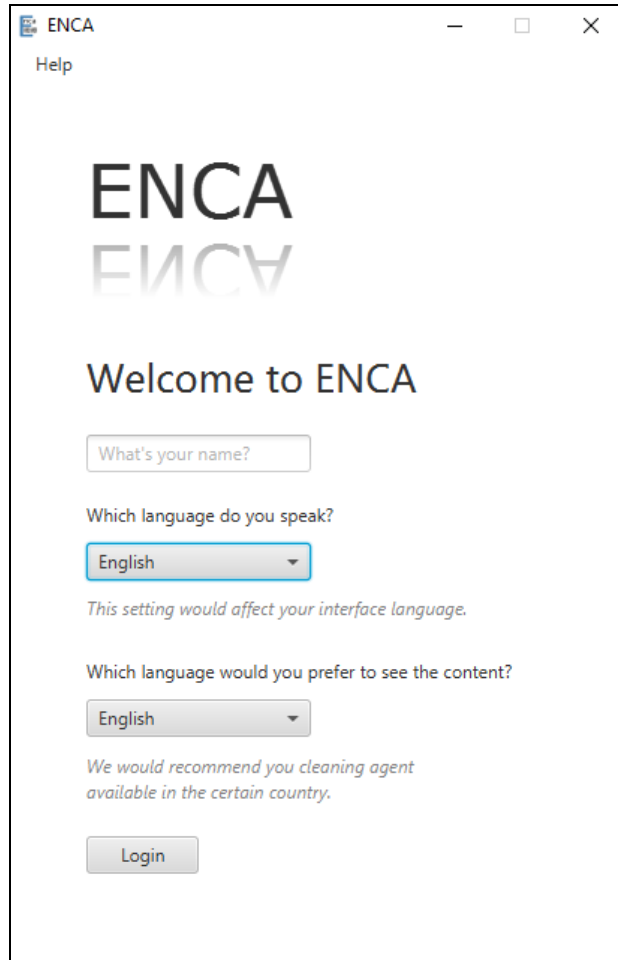 ENCA
Help
ENCA
ENCA
Welcome to ENCA
What's your name?
Which language do you speak?
English
This setting would affect your interface language.
Which language would you prefer to see the content?
English
We would recommend you cleaning agent
available in the certain country.
Login